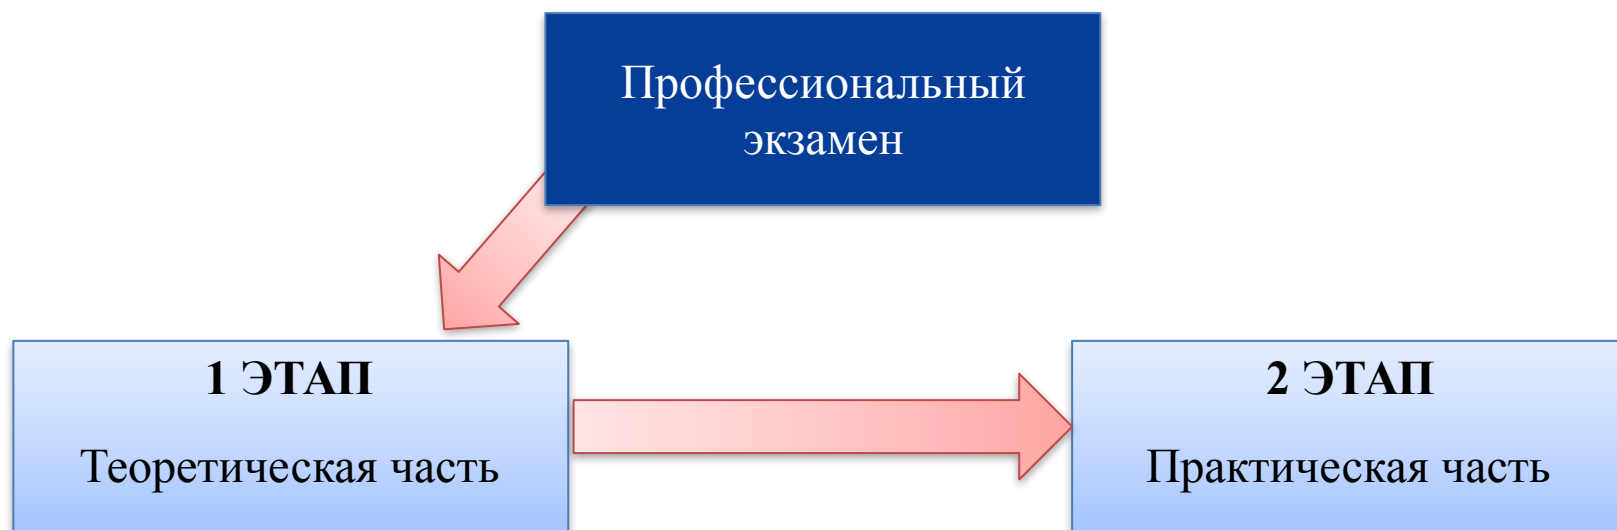 Профессиональный
экзамен
1 ЭТАП
Теоретическая часть
2 ЭТАП
Практическая часть